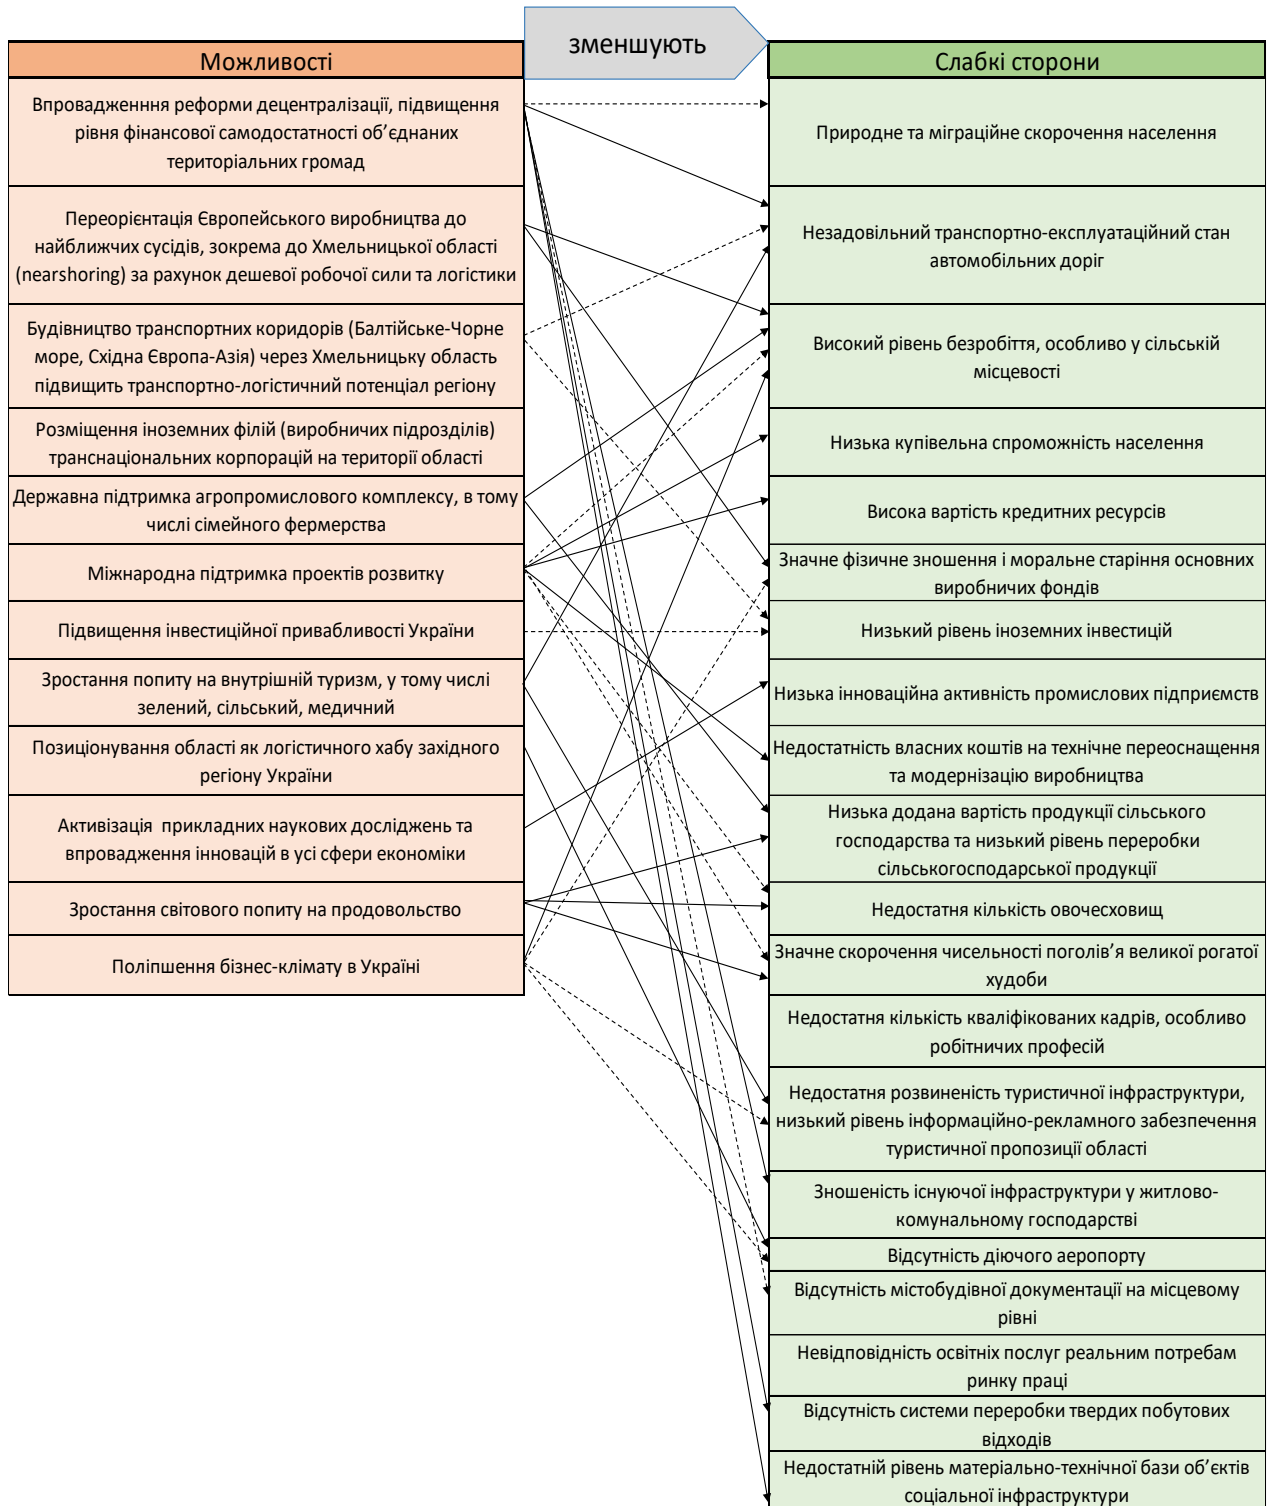 зменшують
Можливості
Впровадженння реформи децентралізації, підвищення
рівня фінансової самодостатності об’єднаних
територіальних громад
Переорієнтація Європейського виробництва до
найближчих сусідів, зокрема до Хмельницької області
(nearshoring) за рахунок дешевої робочої сили та логістики
Будівництво транспортних коридорів (Балтійське-Чорне
море, Східна Європа-Азія) через Хмельницьку область
підвищить транспортно-логістичний потенціал регіону
Розміщення іноземних філій (виробничих підрозділів)
транснаціональних корпорацій на території області
Державна підтримка агропромислового комплексу, в тому
числі сімейного фермерства
Міжнародна підтримка проектів розвитку
Підвищення інвестиційної привабливості України
Зростання попиту на внутрішній туризм, у тому числі
зелений, сільський, медичний
Позиціонування області як логістичного хабу західного
регіону України
Активізація прикладних наукових досліджень та
впровадження інновацій в усі сфери економіки
Зростання світового попиту на продовольство
Поліпшення бізнес-клімату в Україні
Слабкі сторони
Природне та міграційне скорочення населення
Незадовільний транспортно-експлуатаційний стан
автомобільних доріг
Високий рівень безробіття, особливо у сільській
місцевості
Низька купівельна спроможність населення
Висока вартість кредитних ресурсів
Значне фізичне зношення і моральне старіння основних
виробничих фондів
Низький рівень іноземних інвестицій
Низька інноваційна активність промислових підприємств
Недостатність власних коштів на технічне переоснащення
та модернізацію виробництва
Низька додана вартість продукції сільського
господарства та низький рівень переробки
сільськогосподарської продукції
Недостатня кількість овочесховищ
Значне скорочення чисельності поголів’я великої рогатої
худоби
Недостатня кількість кваліфікованих кадрів, особливо
робітничих професій
Недостатня розвиненість туристичної інфраструктури,
низький рівень інформаційно-рекламного забезпечення
туристичної пропозиції області
Зношеність існуючої інфраструктури у житлово-
комунальному господарстві
Відсутність діючого аеропорту
Відсутність містобудівної документації на місцевому
рівні
Невідповідність освітніх послуг реальним потребам
ринку праці
Відсутність системи переробки твердих побутових
відходів
Недостатній рівень матеріально-технічної бази об’єктів
соціальної інфраструктури